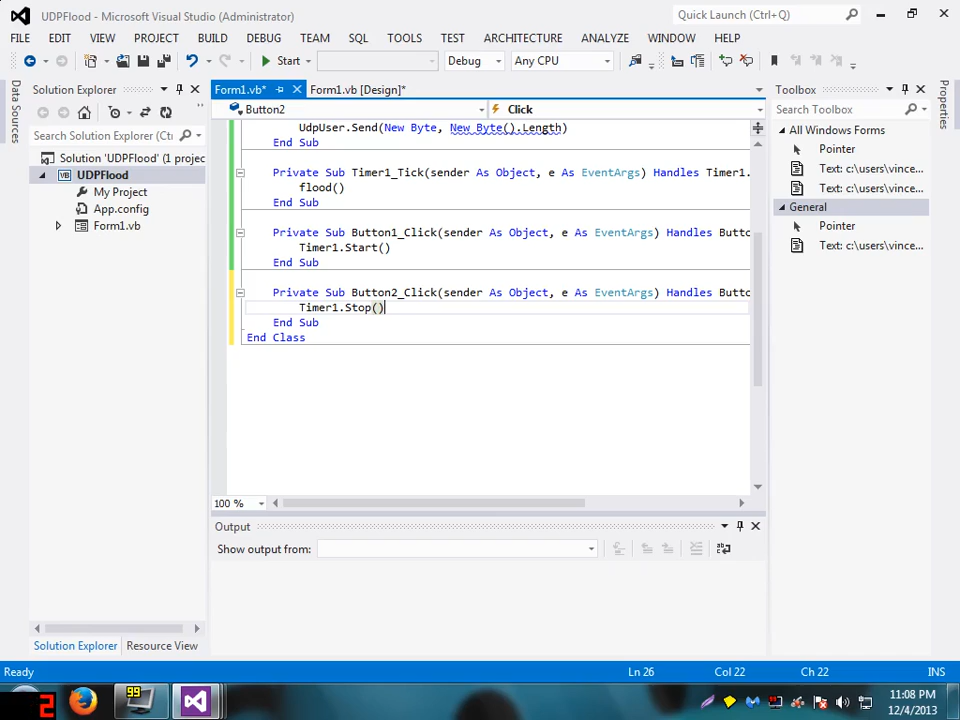 UDPFlood - Microsoft Visual Studio (Administrator)
Quick Launch (Ctrl+Q)
FILE EDIT VIEW PROJECT BUILD DEBUG TEAM SQL TOOLS TEST ARCHITECTURE ANALYZE WINDOW HELP
Start Debug Any CPU
Data Sources
Solution Explorer
Search Solution Explorer (Ctrl
Solution 'UDPFlood' (1 projec
UDPFlood
My Project
App.config
Form1.vb
Solution Explorer Resource View
Form1.vb* Form1.vb [Design]*
Button2 Click
UdpUser.Send(New Byte, New Byte().Length)
End Sub
Private Sub Timer1_Tick(sender As Object, e As EventArgs) Handles Timer1.
flood()
End Sub
Private Sub Button1_Click(sender As Object, e As EventArgs) Handles Butto
Timer1.Start()
End Sub
Private Sub Button2_Click(sender As Object, e As EventArgs) Handles Butto
Timer1.Stop()
End Sub
End Class
100 %
Output
Show output from:
Toolbox
Search Toolbox
All Windows Forms
Pointer
Text: c:\users\vince...
Text: c:\users\vince...
General
Pointer
Text: c:\users\vince...
Properties
Ready Ln 26 Col 22 Ch 22 INS
2
99
11:08 PM
12/4/2013